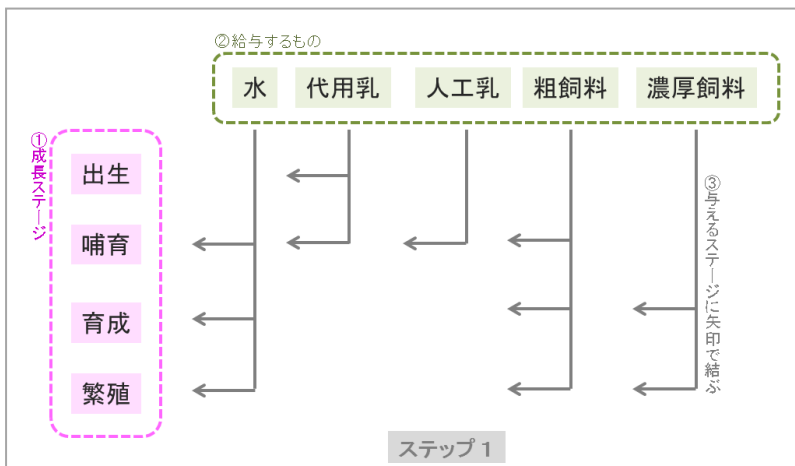 ②給与するもの
水
代用乳
人工乳
粗飼料
濃厚飼料
①成長ステージ
出生
哺育
育成
繁殖
③与えるステージに矢印で結ぶ
ステップ1